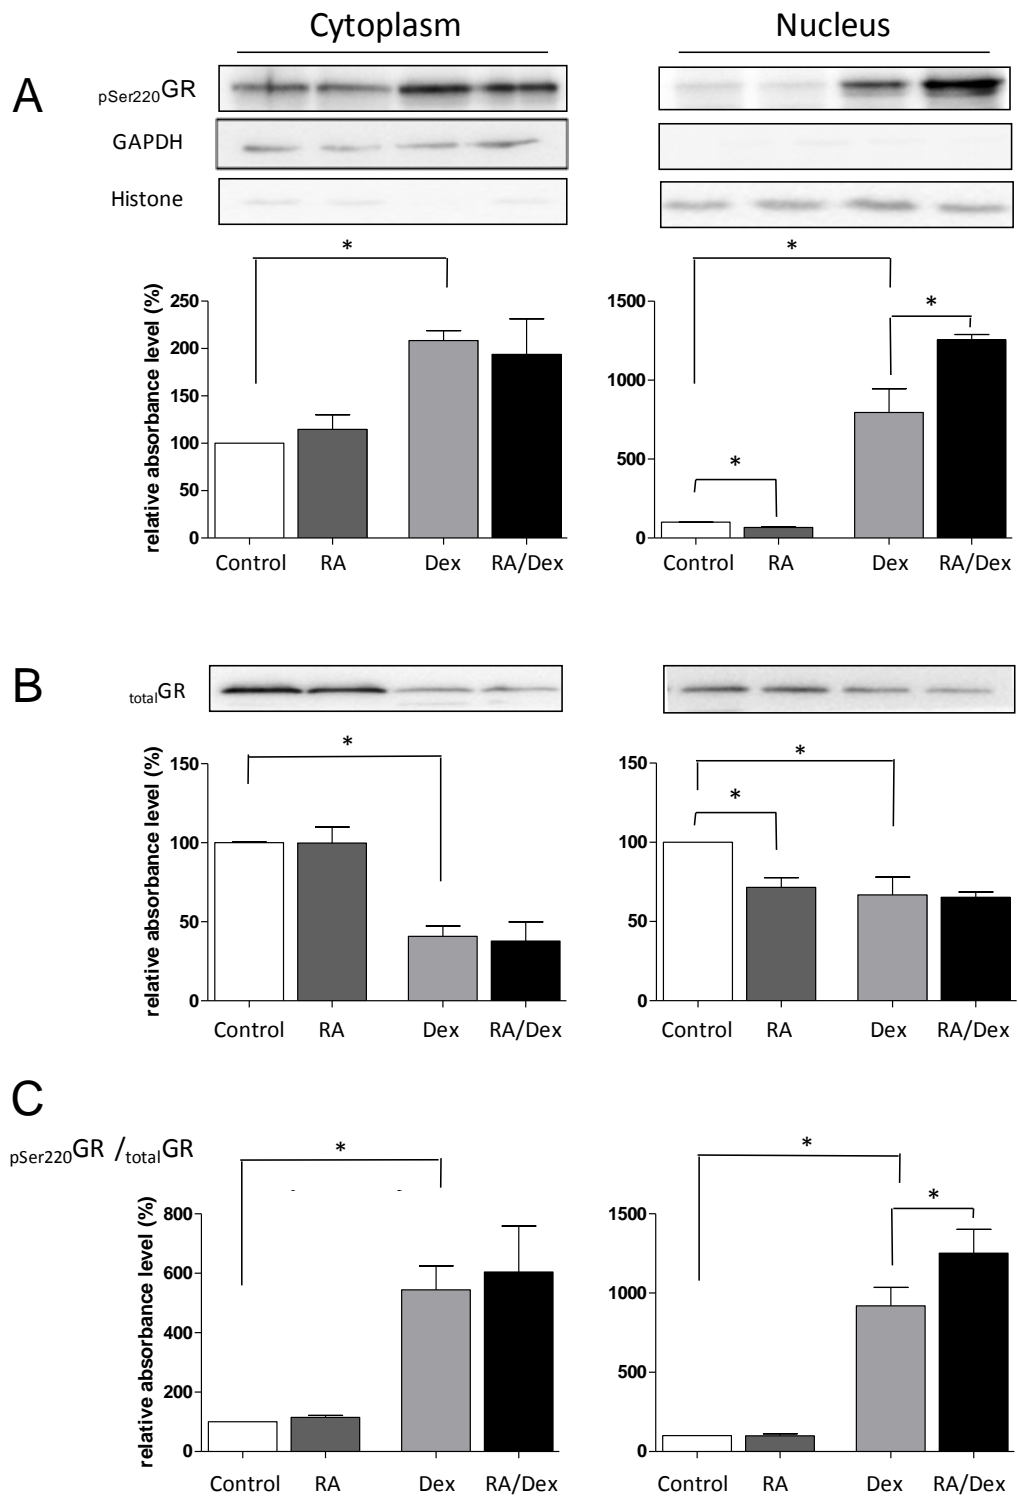 Cytoplasm Nucleus
A
pSer220GR
GAPDH
Histone
* * *
relative absorbance level (%)
250
200
150
100
50
0
Control RA Dex RA/Dex
*
1500
1000
500
0
Control RA Dex RA/Dex
B
totalGR
* * *
relative absorbance level (%)
150
100
50
0
Control RA Dex RA/Dex
150
100
50
0
Control RA Dex RA/Dex
C
pSer220GR /totalGR
* * *
relative absorbance level (%)
800
600
400
200
0
Control RA Dex RA/Dex
1500
1000
500
0
Control RA Dex RA/Dex